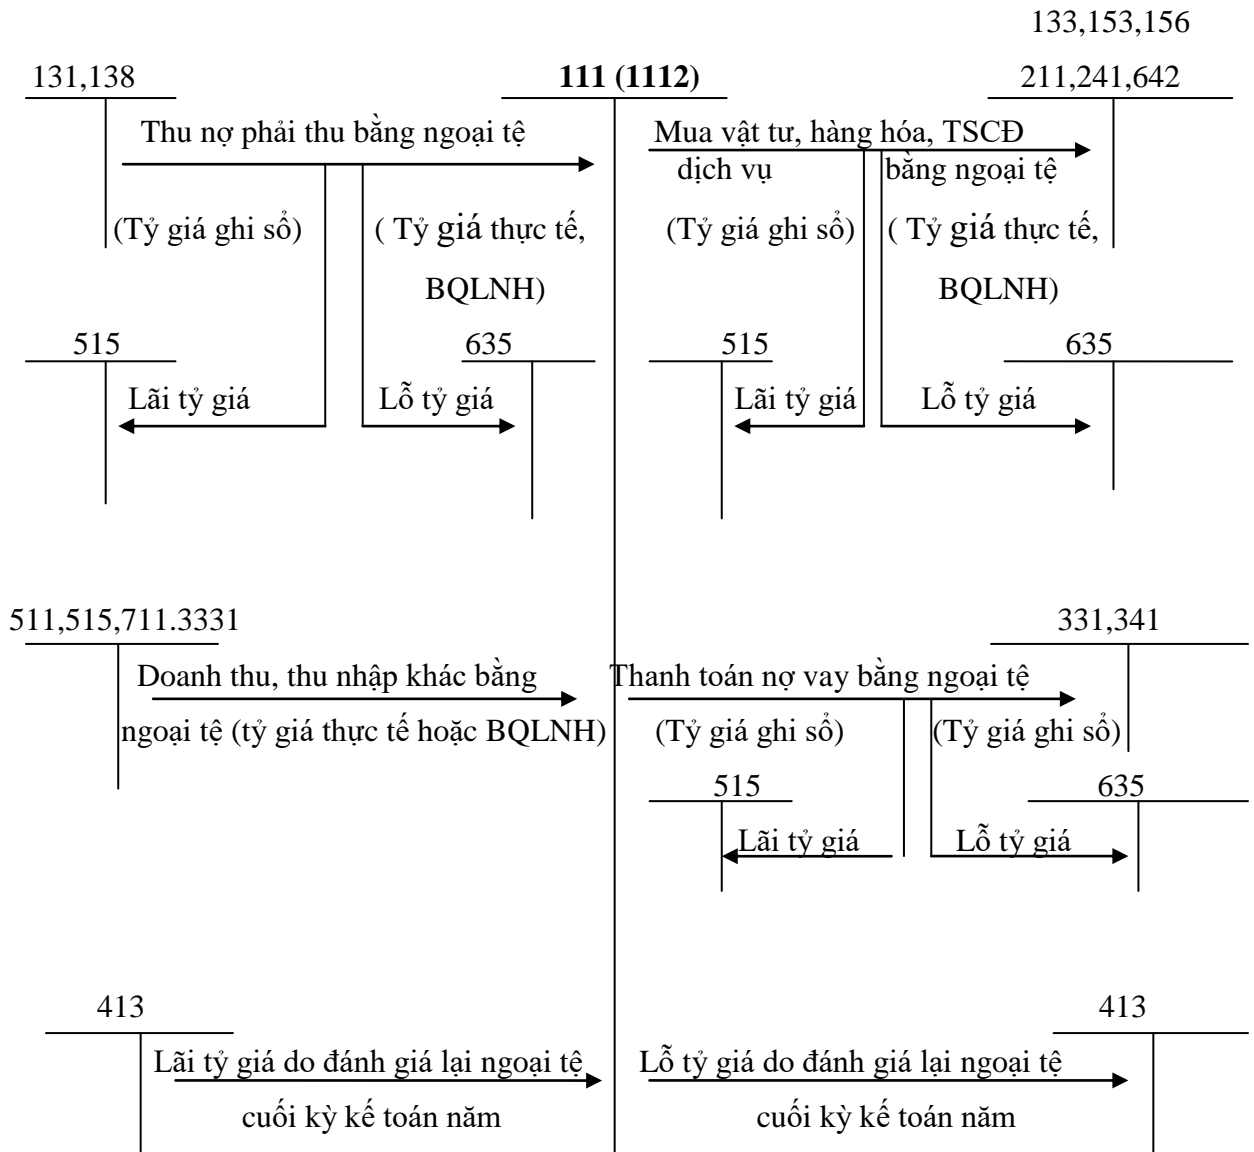 133,153,156
131,138
111 (1112)
211,241,642
Thu nợ phải thu bằng ngoại tệ
Mua vật tư, hàng hóa, TSCĐ
dịch vụ
bằng ngoại tệ
(Tỷ giá ghi sổ)
( Tỷ giá thực tế,
BQLNH)
(Tỷ giá ghi sổ)
( Tỷ giá thực tế,
BQLNH)
515
635
515
635
Lãi tỷ giá
Lỗ tỷ giá
Lãi tỷ giá
Lỗ tỷ giá
511,515,711.3331
331,341
Doanh thu, thu nhập khác bằng
ngoại tệ (tỷ giá thực tế hoặc BQLNH)
Thanh toán nợ vay bằng ngoại tệ
(Tỷ giá ghi sổ)
(Tỷ giá ghi sổ)
515
635
Lãi tỷ giá
Lỗ tỷ giá
413
413
Lãi tỷ giá do đánh giá lại ngoại tệ
cuối kỳ kế toán năm
Lỗ tỷ giá do đánh giá lại ngoại tệ
cuối kỳ kế toán năm